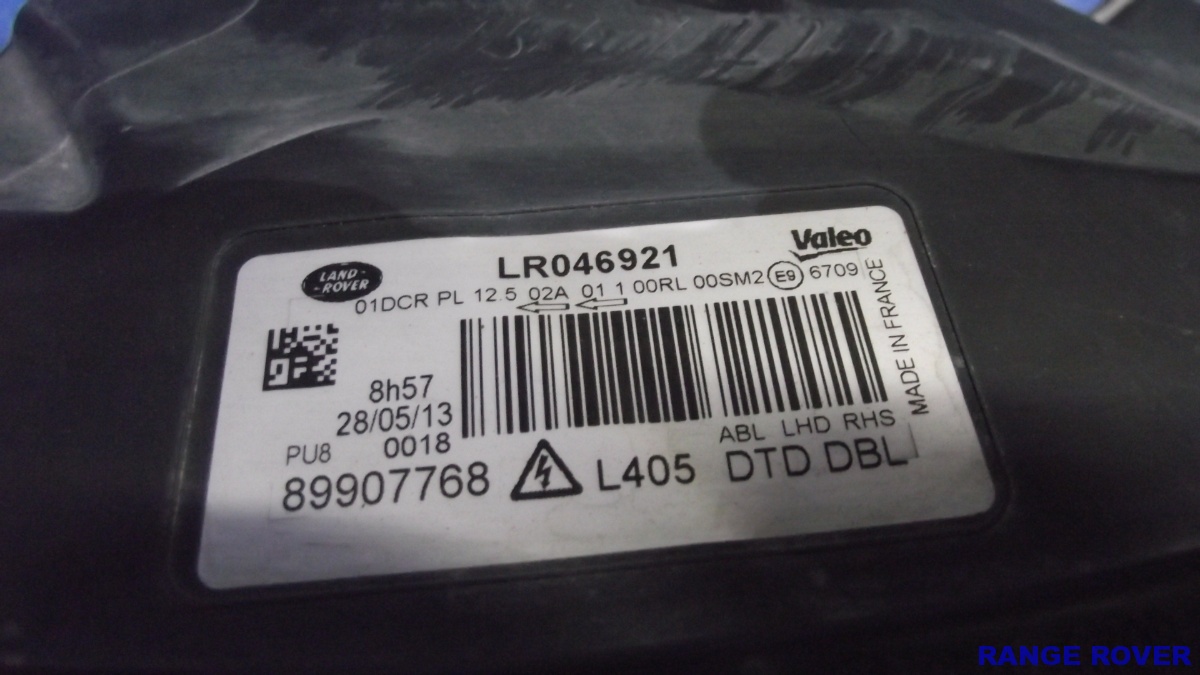 LAND-
-ROVER
LR046921
Valeo
01DCR PL 12.5 02A 01 1 00RL 00SM2 E9 6709
MADE IN FRANCE
8h57
28/05/13
PU8 0018
ABL LHD RHS
89907768 L405 DTD DBL
RANGE ROVER